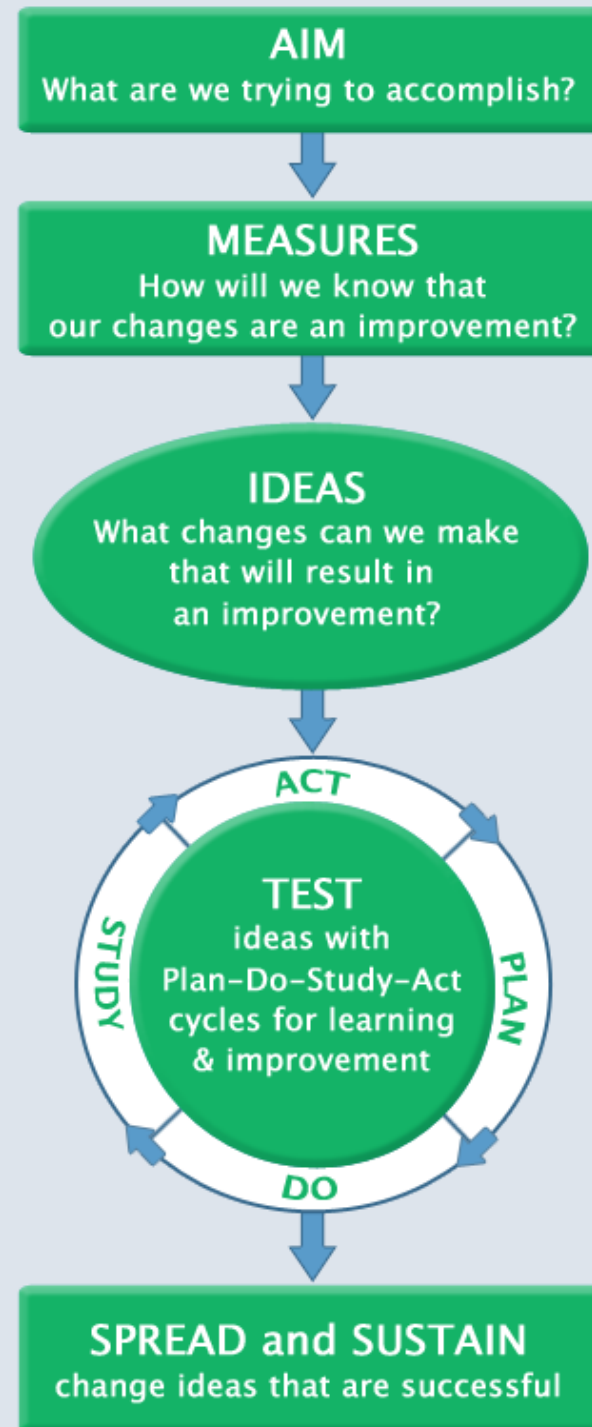 AIM
What are we trying to accomplish?
MEASURES
How will we know that
our changes are an improvement?
IDEAS
What changes can we make
that will result in
an improvement?
ACT
PLAN
DO
STUDY
TEST
ideas with
Plan-Do-Study-Act
cycles for learning
& improvement
SPREAD and SUSTAIN
change ideas that are successful